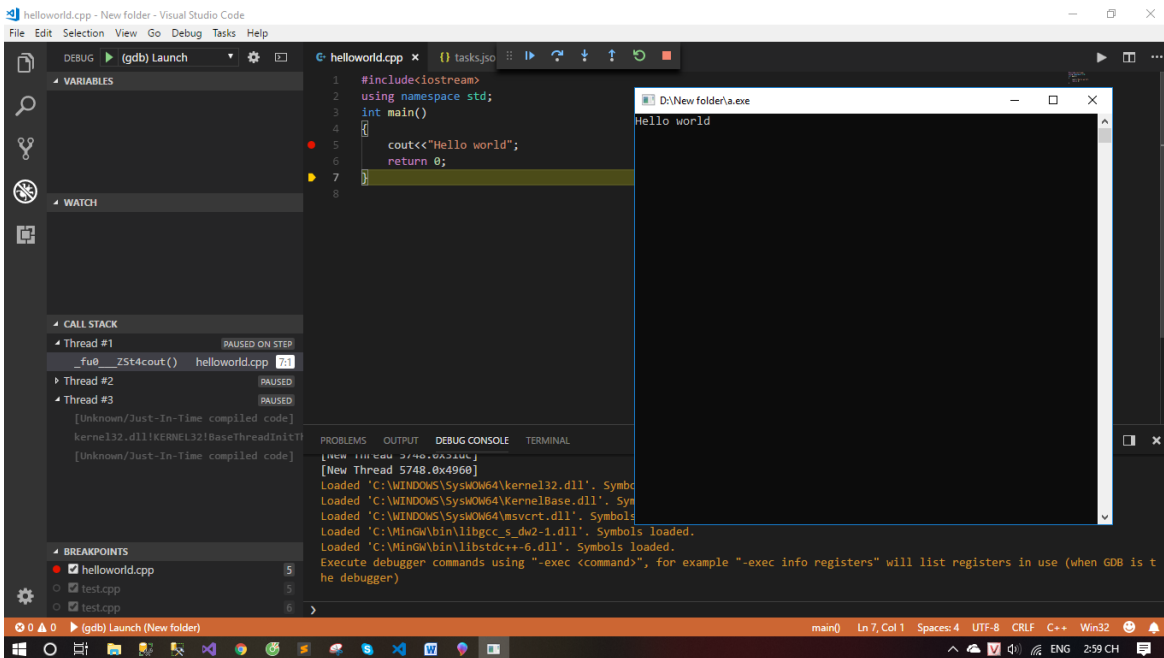 helloworld.cpp - New folder - Visual Studio Code
File Edit Selection View Go Debug Tasks Help
DEBUG (gdb) Launch
VARIABLES
WATCH
CALL STACK
Thread #1 PAUSED ON STEP
_fu0___ZSt4cout() helloworld.cpp 7:1
Thread #2 PAUSED
Thread #3 PAUSED
[Unknown/Just-In-Time compiled code]
kernel32.dll!KERNEL32!BaseThreadInitTh
[Unknown/Just-In-Time compiled code]
BREAKPOINTS
helloworld.cpp 5
test.cpp 5
test.cpp 6
helloworld.cpp {} tasks.jso
1 #include<iostream>
2 using namespace std;
3 int main()
4 {
5 cout<<"Hello world";
6 return 0;
7 }
8
D:\New folder\a.exe
Hello world
PROBLEMS OUTPUT DEBUG CONSOLE TERMINAL
[New Thread 5748.0x31dc]
[New Thread 5748.0x4960]
Loaded 'C:\WINDOWS\SysWOW64\kernel32.dll'. Symbo
Loaded 'C:\WINDOWS\SysWOW64\KernelBase.dll'. Sym
Loaded 'C:\WINDOWS\SysWOW64\msvcrt.dll'. Symbols
Loaded 'C:\MinGW\bin\libgcc_s_dw2-1.dll'. Symbols loaded.
Loaded 'C:\MinGW\bin\libstdc++-6.dll'. Symbols loaded.
Execute debugger commands using "-exec <command>", for example "-exec info registers" will list registers in use (when GDB is t
he debugger)
0 0 (gdb) Launch (New folder) main() Ln 7, Col 1 Spaces: 4 UTF-8 CRLF C++ Win32
ENG 2:59 CH